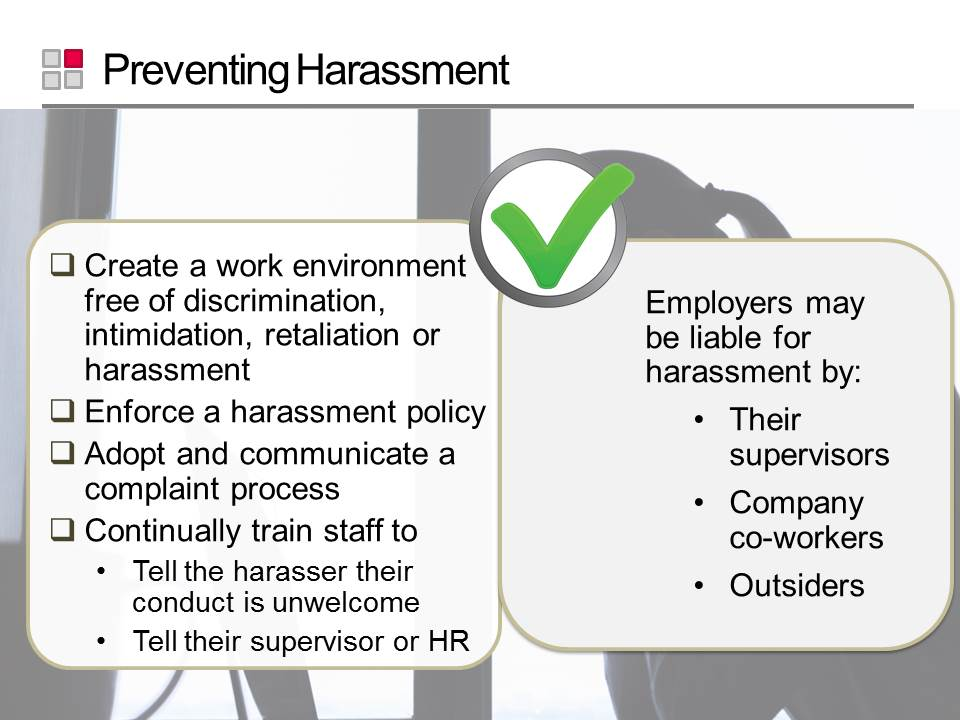 Preventing Harassment
Create a work environment
free of discrimination,
intimidation, retaliation or
harassment
Enforce a harassment policy
Adopt and communicate a
complaint process
Continually train staff to
• Tell the harasser their
conduct is unwelcome
• Tell their supervisor or HR
Employers may
be liable for
harassment by:
• Their
supervisors
• Company
co-workers
• Outsiders